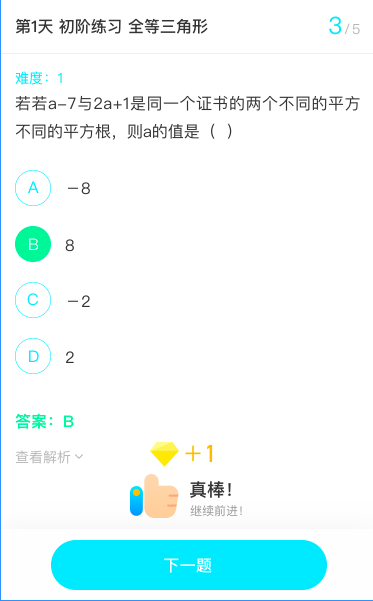 第1天 初阶练习 全等三角形
3/5
难度：1
若若a-7与2a+1是同一个证书的两个不同的平方
不同的平方根，则a的值是（ ）
A －8
B 8
C －2
D 2
答案：B
查看解析
+1
真棒！
继续前进！
下一题